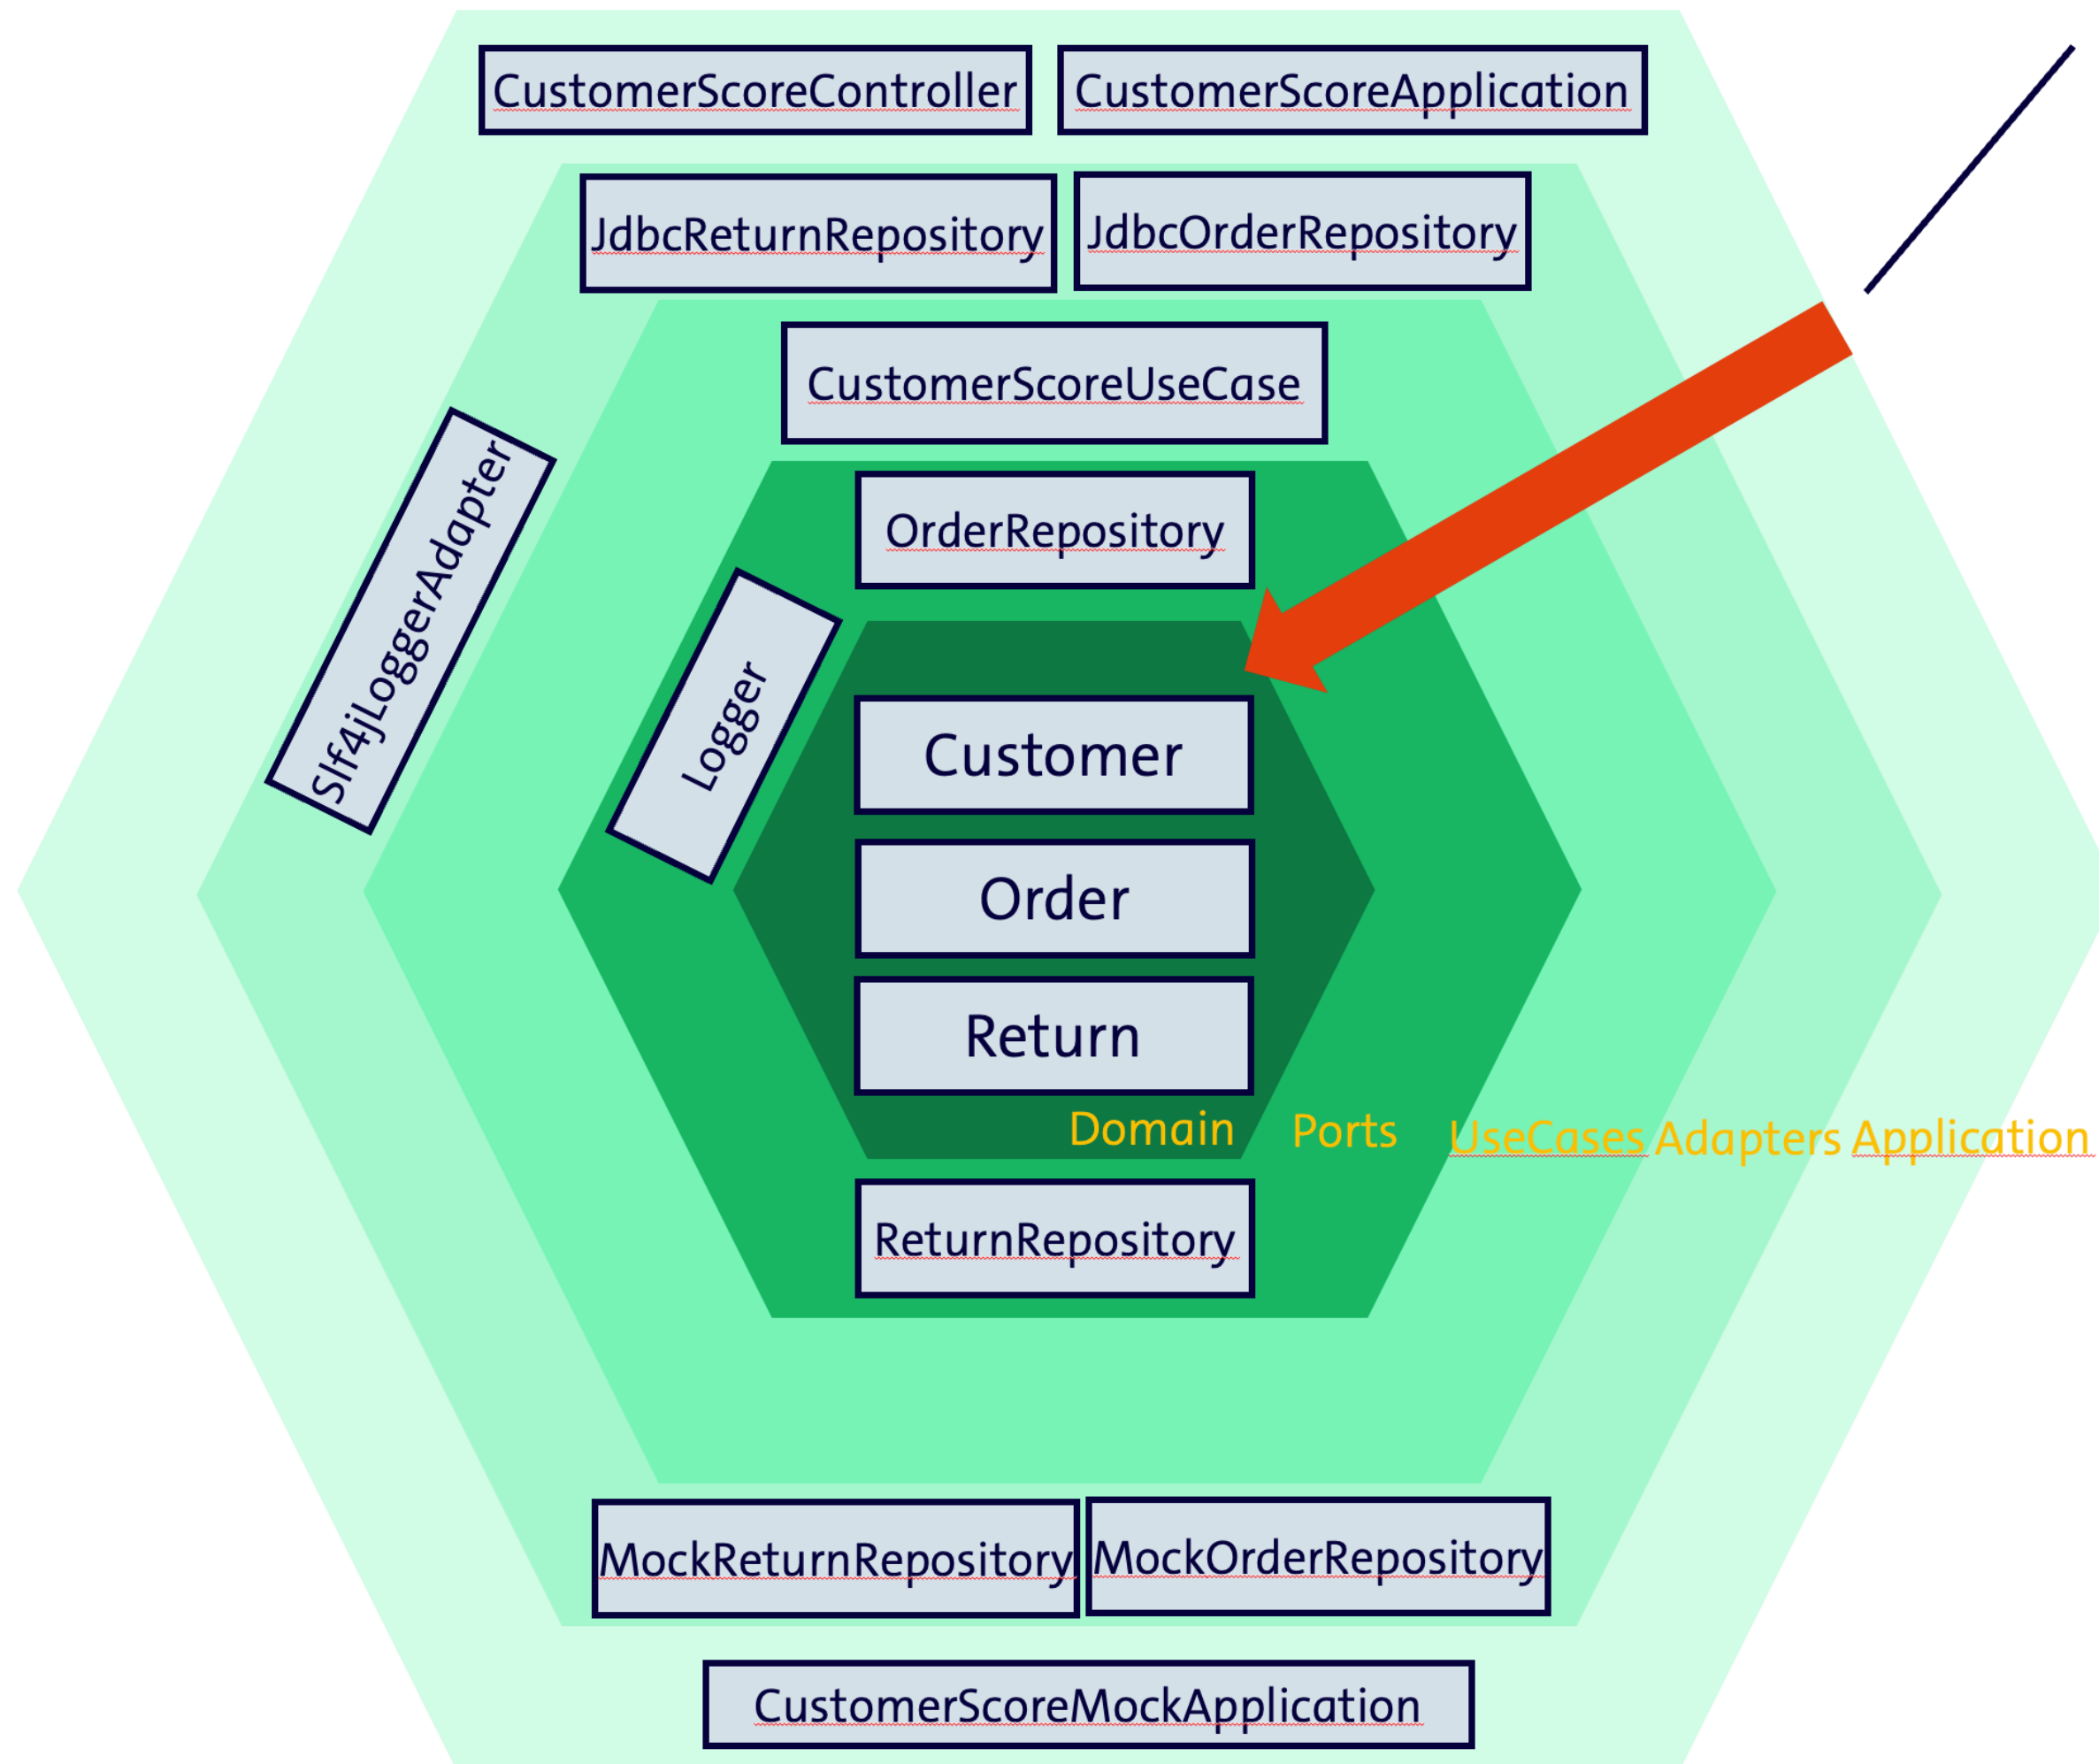 CustomerScoreController
CustomerScoreApplication
JdbcReturnRepository
JdbcOrderRepository
CustomerScoreUseCase
OrderRepository
Slf4jLoggerAdapter
Logger
Customer
Order
Return
Domain
Ports
UseCases
Adapters
Application
ReturnRepository
MockReturnRepository
MockOrderRepository
CustomerScoreMockApplication